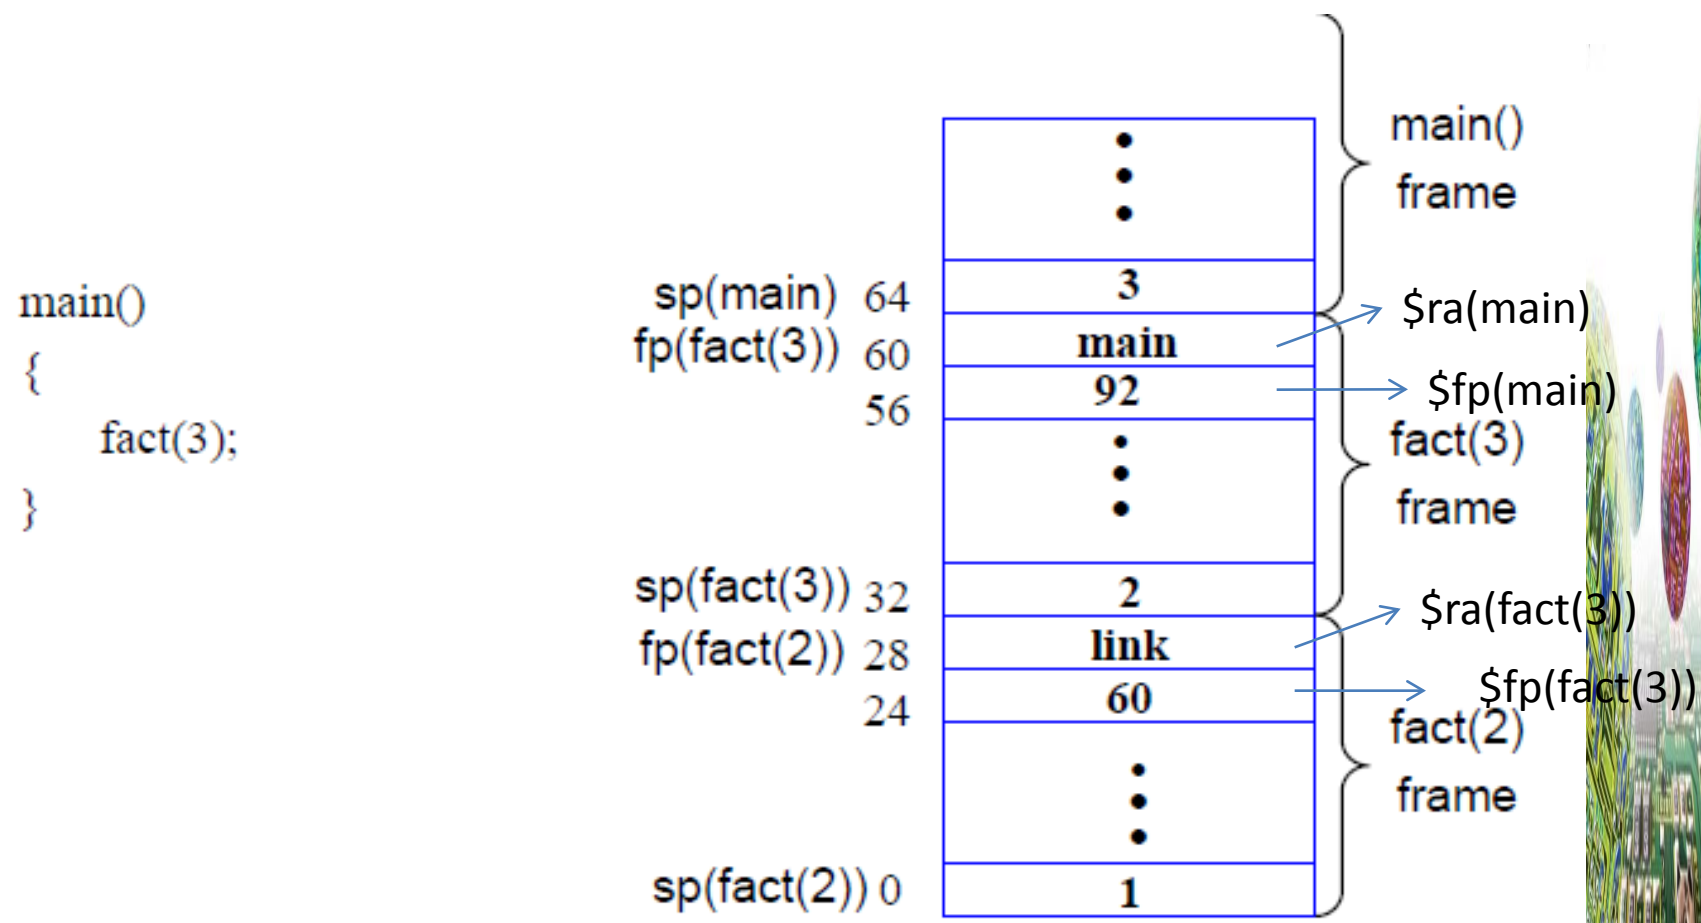 main()
{
fact(3);
}
main()
frame
sp(main) 64 3
fp(fact(3)) 60 main $ra(main)
56 92 $fp(main)
fact(3)
frame
sp(fact(3)) 32 2
fp(fact(2)) 28 link $ra(fact(3))
24 60 $fp(fact(3))
fact(2)
frame
sp(fact(2)) 0 1